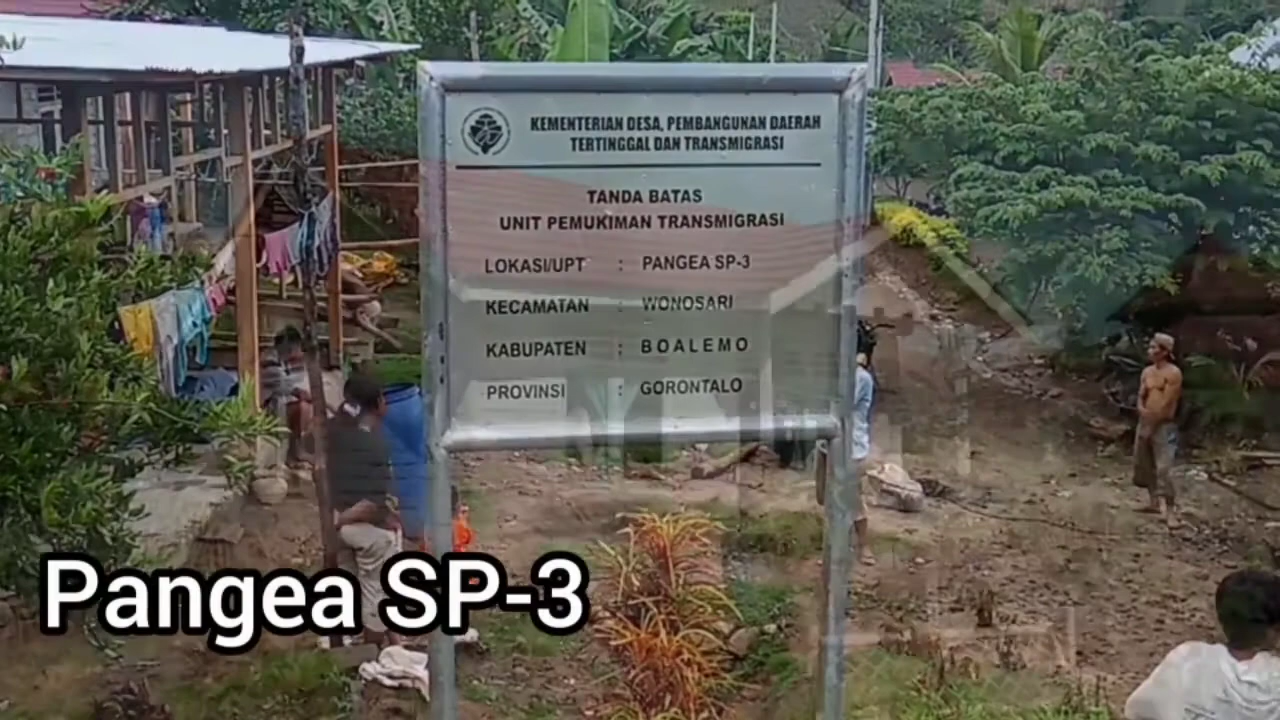 KEMENTERIAN DESA, PEMBANGUNAN DAERAH
TERTINGGAL DAN TRANSMIGRASI
TANDA BATAS
UNIT PEMUKIMAN TRANSMIGRASI
LOKASI/UPT : PANGEA SP-3
KECAMATAN : WONOSARI
KABUPATEN : BOALEMO
PROVINSI : GORONTALO
Pangea SP-3